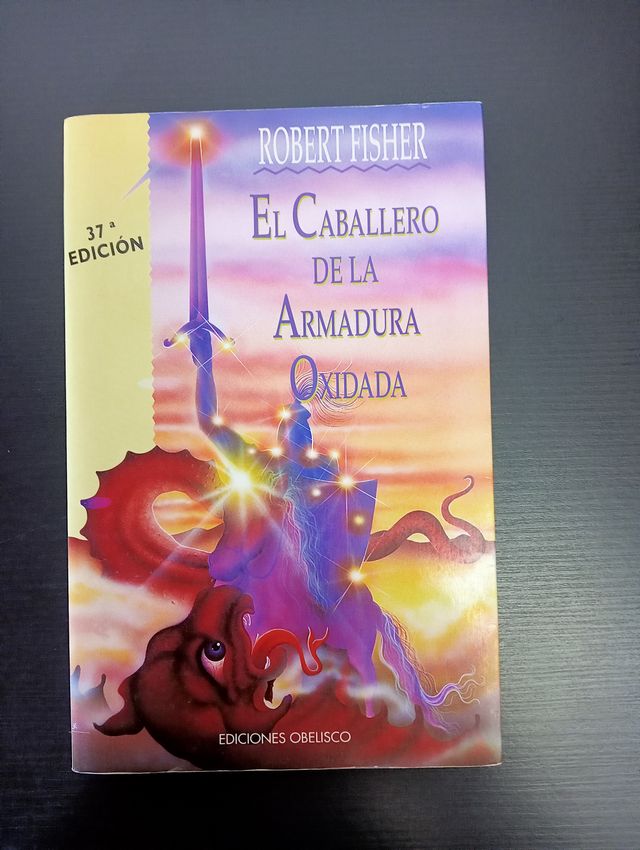 ROBERT FISHER
EL CABALLERO
DE LA
ARMADURA
OXIDADA
37ª
EDICIÓN
EDICIONES OBELISCO